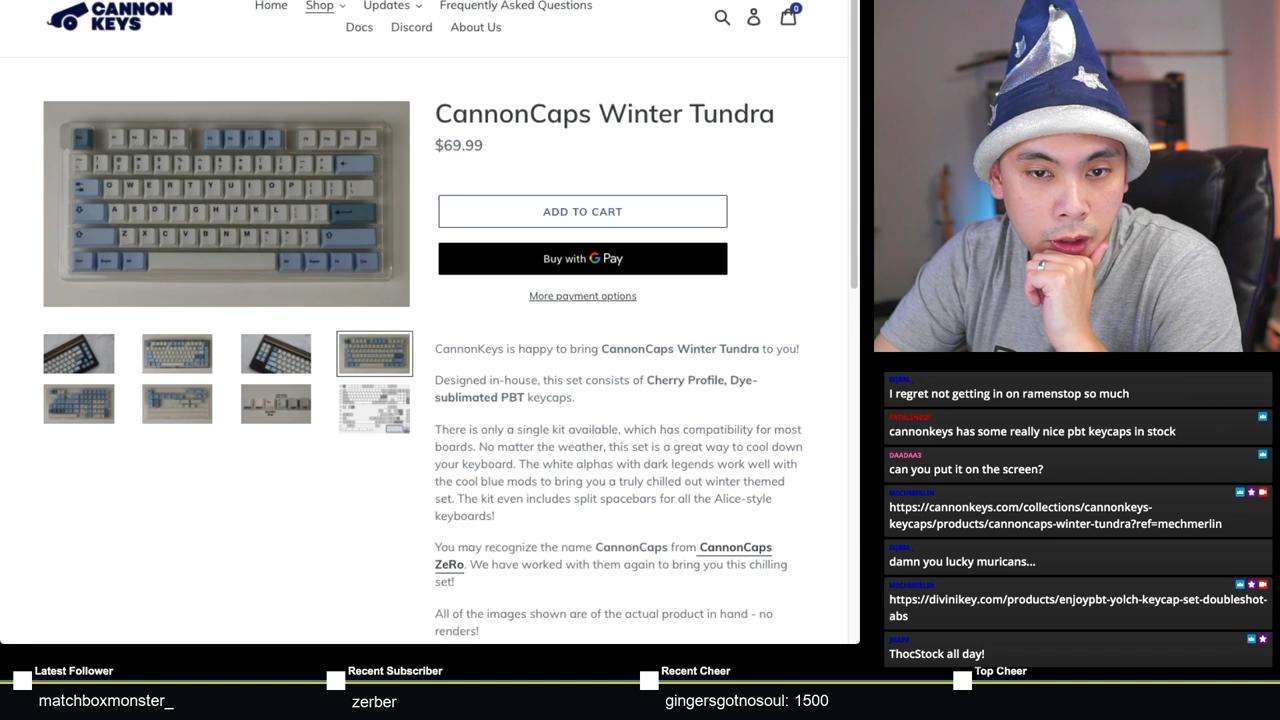 CANNON
KEYS
Home
Shop
Updates
Frequently Asked Questions
Docs
Discord
About Us
0
CannonCaps Winter Tundra
$69.99
ADD TO CART
Buy with G Pay
More payment options
CannonKeys is happy to bring CannonCaps Winter Tundra to you!
Designed in-house, this set consists of Cherry Profile, Dye-
sublimated PBT keycaps.
There is only a single kit available, which has compatibility for most
boards. No matter the weather, this set is a great way to cool down
your keyboard. The white alphas with dark legends work well with
the cool blue mods to bring you a truly chilled out winter themed
set. The kit even includes split spacebars for all the Alice-style
keyboards!
You may recognize the name CannonCaps from CannonCaps
ZeRo. We have worked with them again to bring you this chilling
set!
All of the images shown are of the actual product in hand - no
renders!
Q W E R T Y U I O P
A S D F G H J K L
Z X C V B N M
I regret not getting in on ramenstop so much
cannonkeys has some really nice pbt keycaps in stock
DAADAA3
can you put it on the screen?
MECHMERLIN
https://cannonkeys.com/collections/cannonkeys-
keycaps/products/cannoncaps-winter-tundra?ref=mechmerlin
damn you lucky muricans...
MECHMERLIN
https://divinikey.com/products/enjoypbt-yolch-keycap-set-doubleshot-
abs
ThocStock all day!
Latest Follower
matchboxmonster_
Recent Subscriber
zerber
Recent Cheer
gingersgotnosoul: 1500
Top Cheer